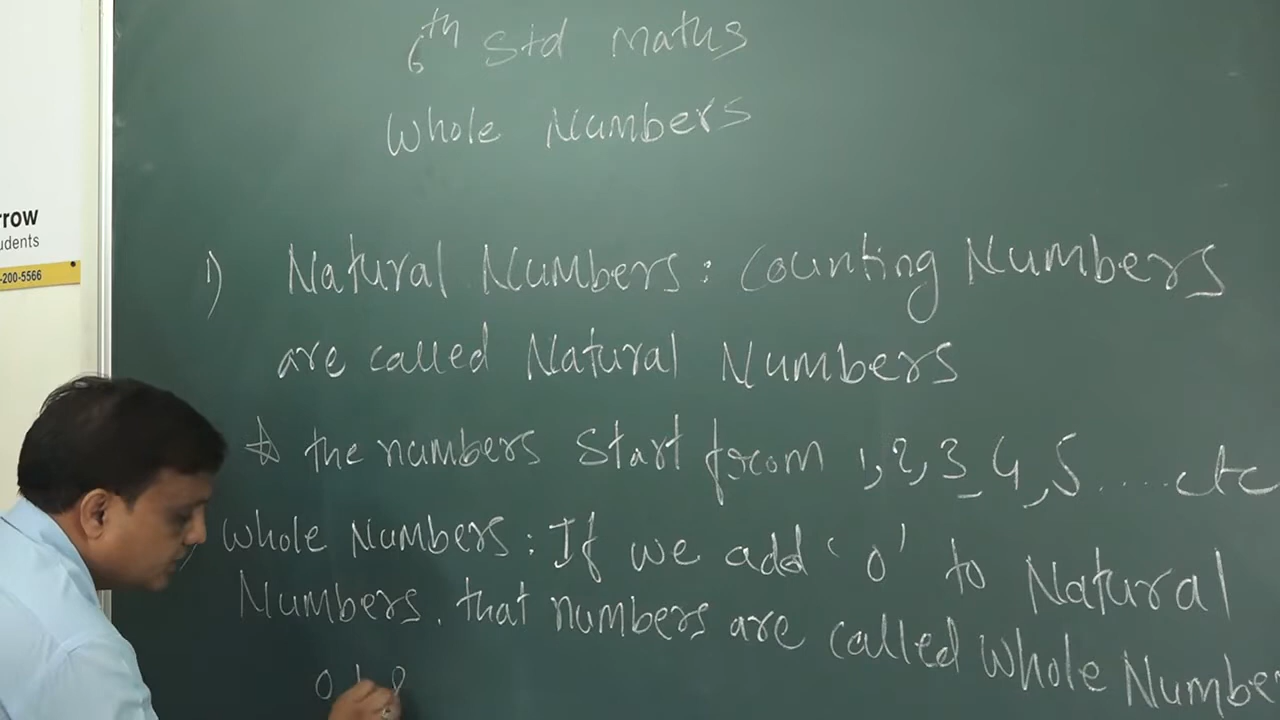 6th Std Maths
Whole Numbers
rrow
udents
-200-5566
1) Natural Numbers: Counting Numbers
are called Natural Numbers
☆ the numbers start from 1, 2, 3 4, 5 ..... etc
Whole Numbers: If we add ‘0’ to Natural
Numbers. that numbers are called Whole Number
0 1